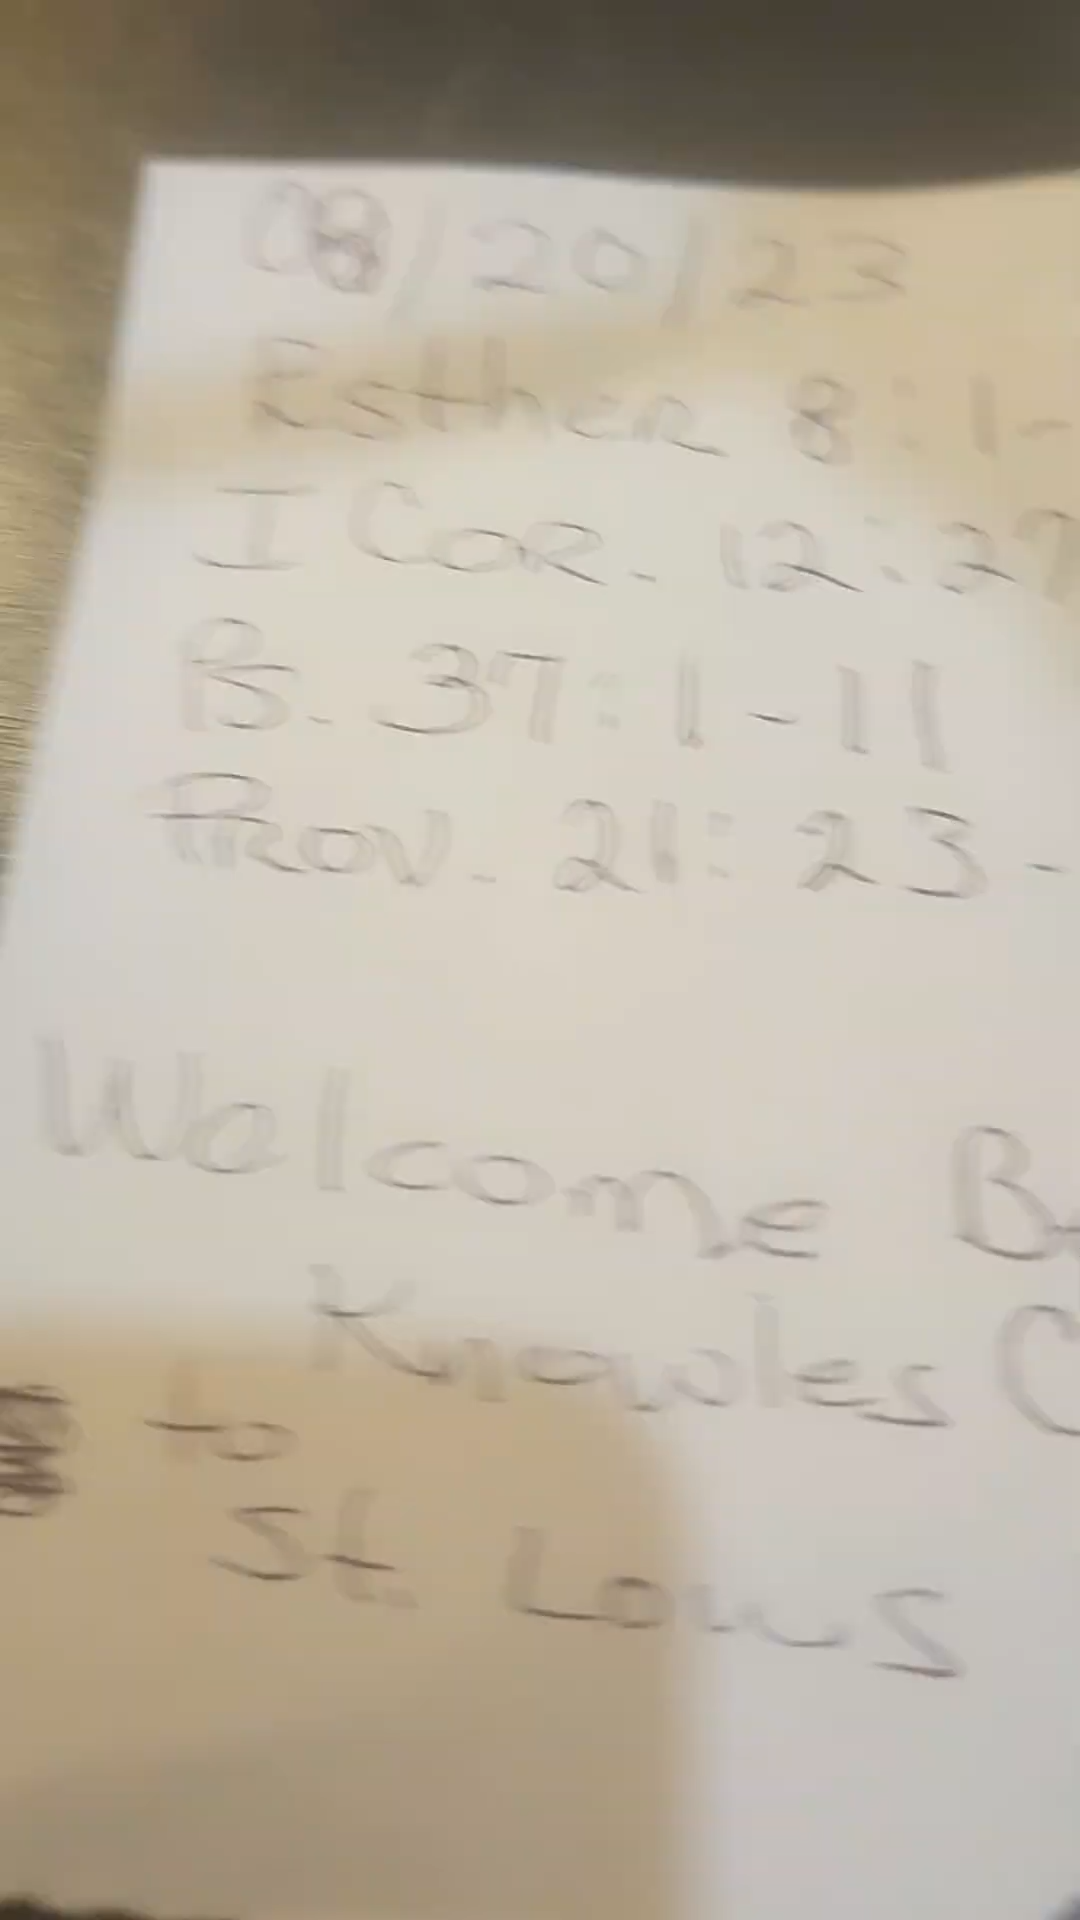 08/20/23
Esther 8:1-
I Cor. 12:27
Ps. 37:1-11
Prov. 21:23-
Welcome
Knowles
to
St. Louis